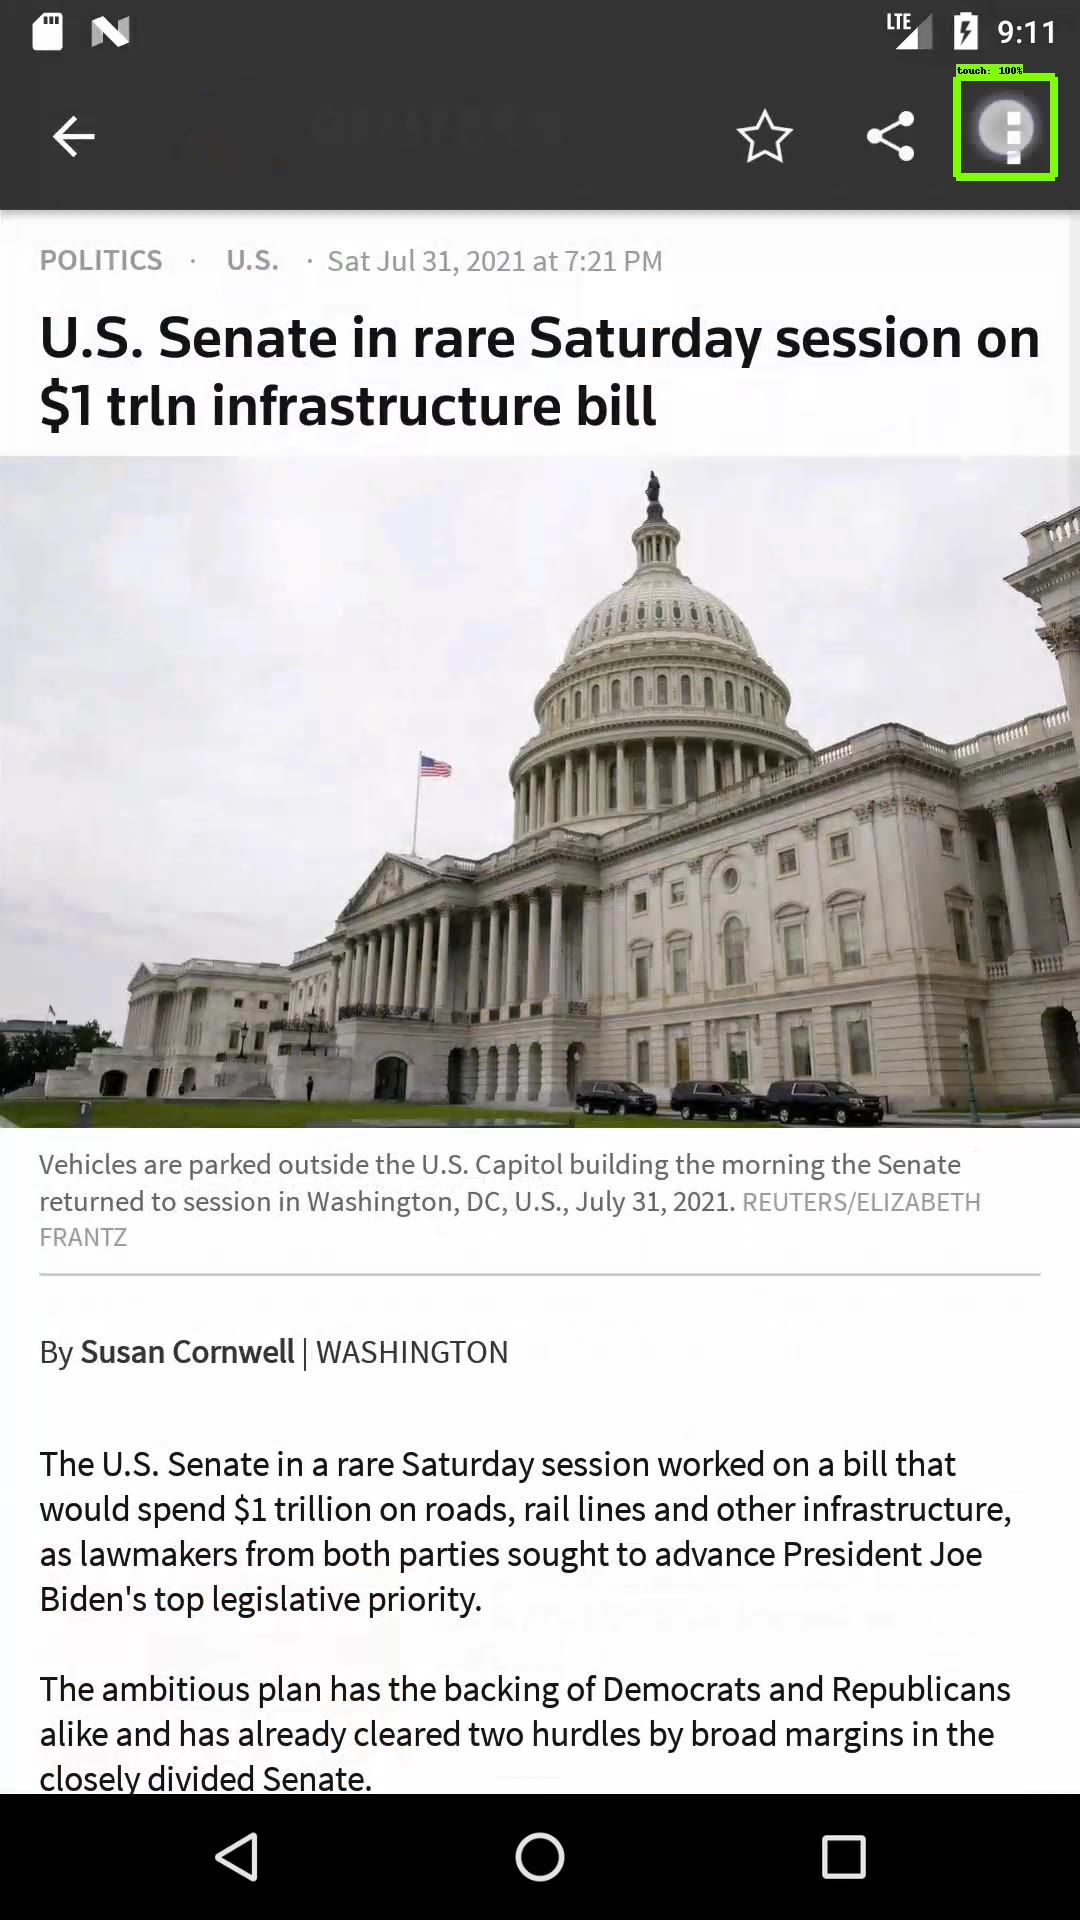 LTE 9:11
touch: 100%
POLITICS · U.S. · Sat Jul 31, 2021 at 7:21 PM
U.S. Senate in rare Saturday session on
$1 trln infrastructure bill
Vehicles are parked outside the U.S. Capitol building the morning the Senate
returned to session in Washington, DC, U.S., July 31, 2021. REUTERS/ELIZABETH
FRANTZ
By Susan Cornwell | WASHINGTON
The U.S. Senate in a rare Saturday session worked on a bill that
would spend $1 trillion on roads, rail lines and other infrastructure,
as lawmakers from both parties sought to advance President Joe
Biden's top legislative priority.
The ambitious plan has the backing of Democrats and Republicans
alike and has already cleared two hurdles by broad margins in the
closely divided Senate.